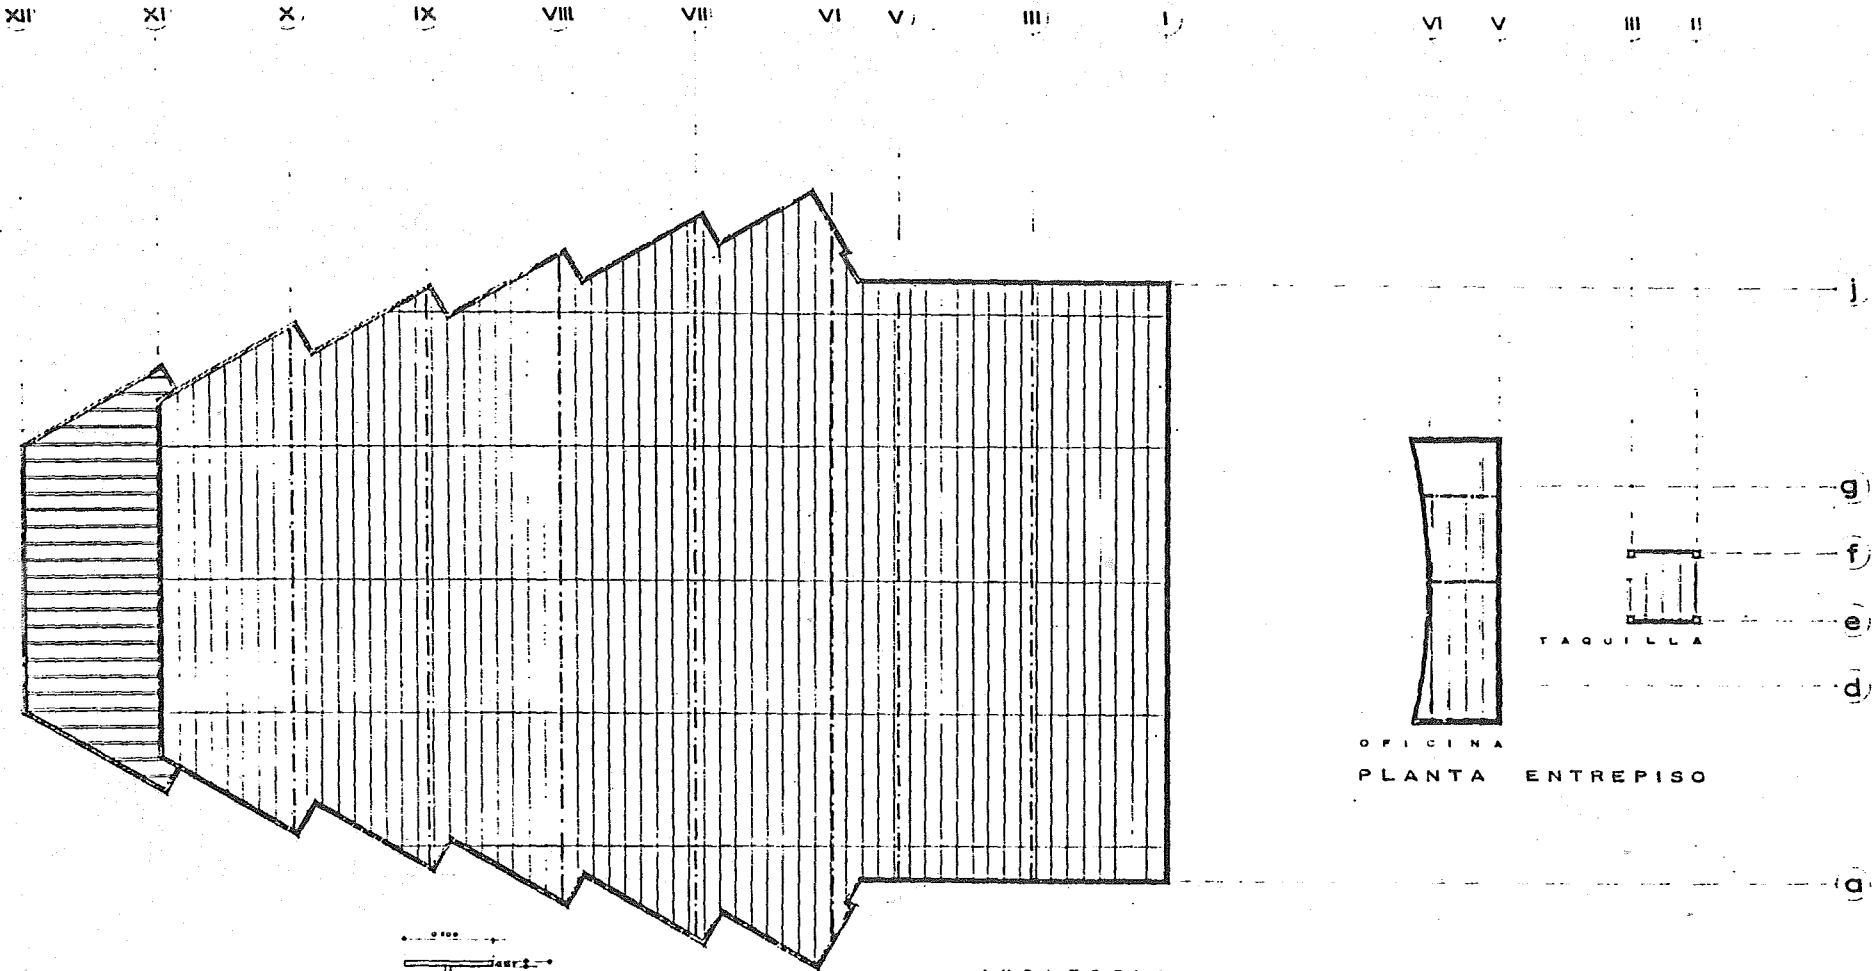 XII XI X IX VIII VII VI V III I VI V III II
j
g
f
e
TAQUILLA
d
OFICINA
PLANTA ENTREPISO
a